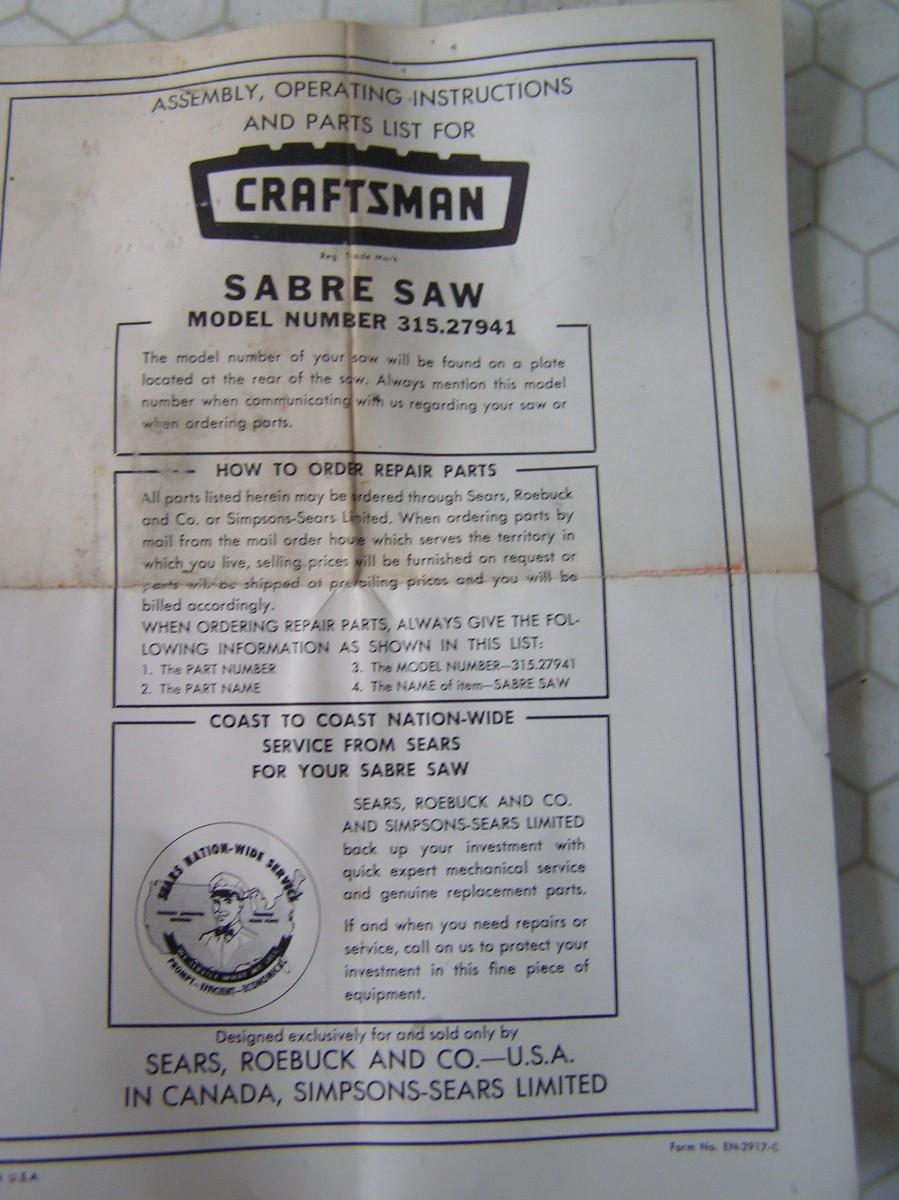 ASSEMBLY, OPERATING INSTRUCTIONS
AND PARTS LIST FOR
CRAFTSMAN
Reg. Trade Mark
SABRE SAW
MODEL NUMBER 315.27941
The model number of your saw will be found on a plate
located at the rear of the saw. Always mention this model
number when communicating with us regarding your saw or
when ordering parts.
HOW TO ORDER REPAIR PARTS
All parts listed herein may be ordered through Sears, Roebuck
and Co. or Simpsons-Sears Limited. When ordering parts by
mail from the mail order house which serves the territory in
which you live, selling prices will be furnished on request or
parts will be shipped at prevailing prices and you will be
billed accordingly.
WHEN ORDERING REPAIR PARTS, ALWAYS GIVE THE FOL-
LOWING INFORMATION AS SHOWN IN THIS LIST:
1. The PART NUMBER
2. The PART NAME
3. The MODEL NUMBER—315.27941
4. The NAME of item—SABRE SAW
COAST TO COAST NATION-WIDE
SERVICE FROM SEARS
FOR YOUR SABRE SAW
SEARS NATION-WIDE SERVICE
PROMPT—EFFICIENT—ECONOMICAL
SEARS, ROEBUCK AND CO.
AND SIMPSONS-SEARS LIMITED
back up your investment with
quick expert mechanical service
and genuine replacement parts.
If and when you need repairs or
service, call on us to protect your
investment in this fine piece of
equipment.
Designed exclusively for and sold only by
SEARS, ROEBUCK AND CO.—U.S.A.
IN CANADA, SIMPSONS-SEARS LIMITED
Form No. EN-2917-C
U.S.A.